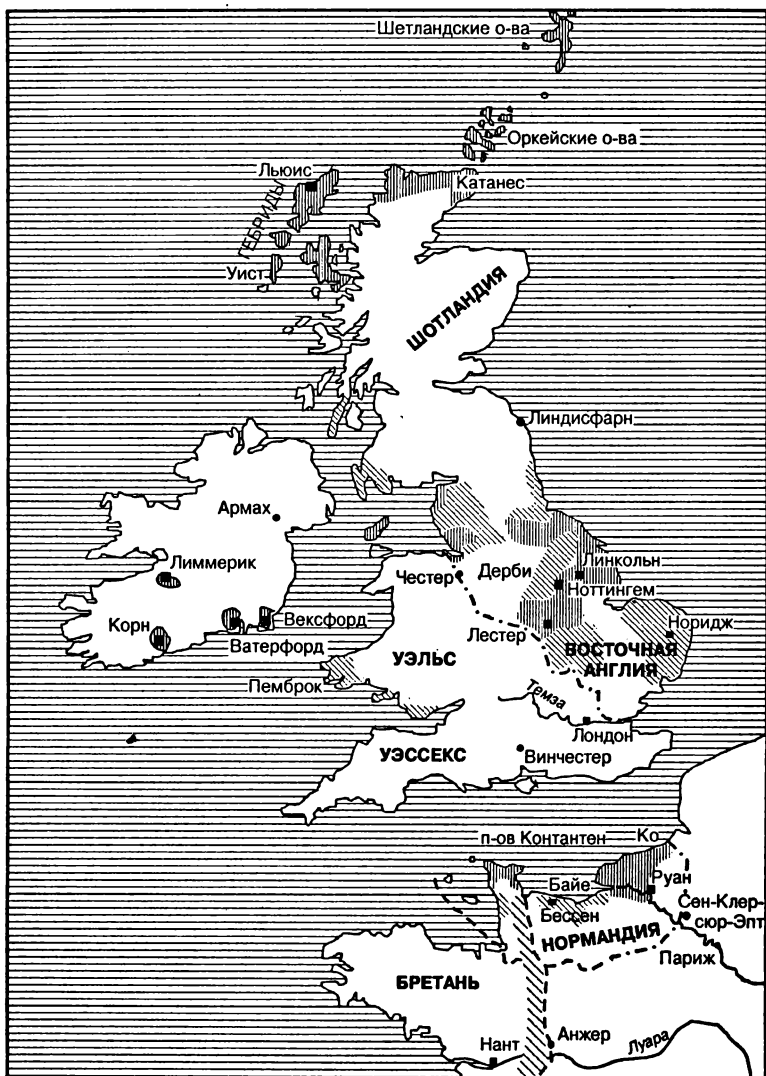 Шетландские о-ва
Оркейские о-ва
Льюис
Катанес
ГЕБРИДЫ
Уист
ШОТЛАНДИЯ
Линдисфарн
Армах
Лиммерик
Честер
Дерби
Линкольн
Ноттингем
Корн
Вексфорд
Ватерфорд
Лестер
Норидж
ВОСТОЧНАЯ
АНГЛИЯ
УЭЛЬС
Пемброк
Темза
Лондон
УЭССЕКС
Винчестер
п-ов Контантен
Ко
Байе
Руан
Бессен
Сен-Клер-
сюр-Эпт
НОРМАНДИЯ
Париж
БРЕТАНЬ
Нант
Анжер
Луара